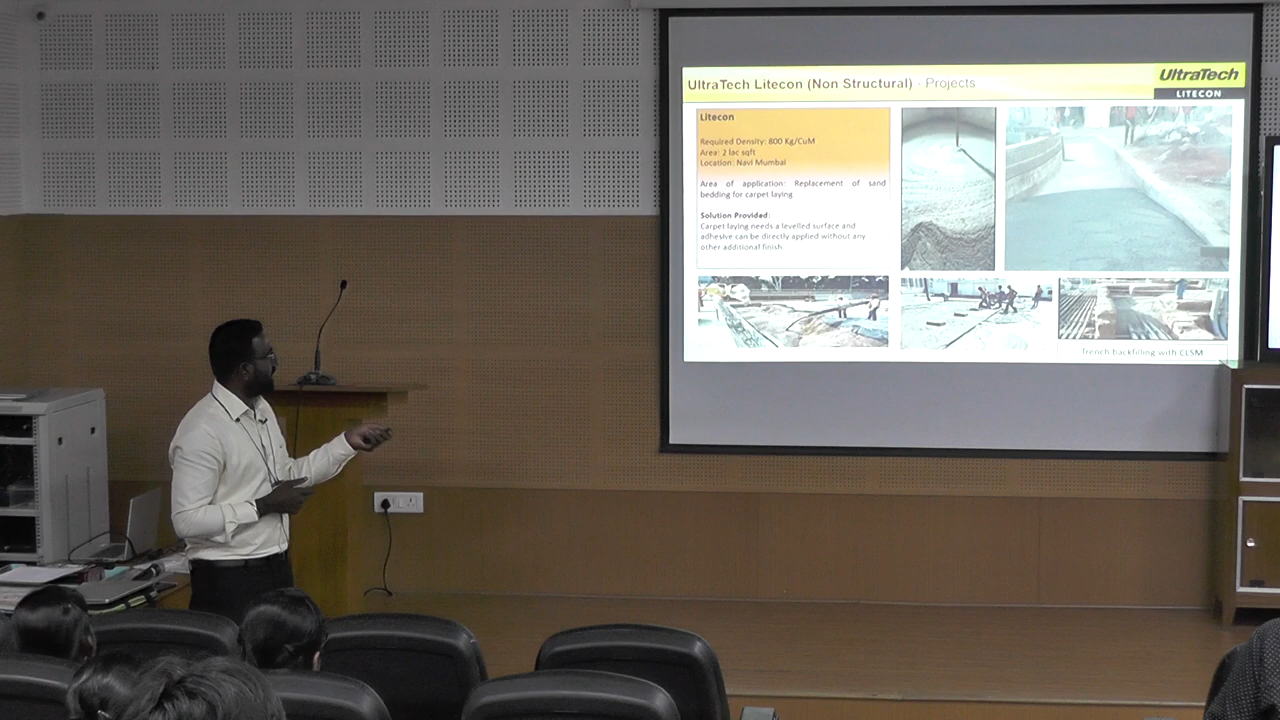 UltraTech Litecon (Non Structural) - Projects
UltraTech
LITECON
Litecon
Required Density: 800 Kg/CuM
Area: 2 lac sqft
Location: Navi Mumbai
Area of application: Replacement of sand
bedding for carpet laying
Solution Provided:
Carpet laying needs a levelled surface and
adhesive can be directly applied without any
other additional finish
Trench backfilling with CLSM